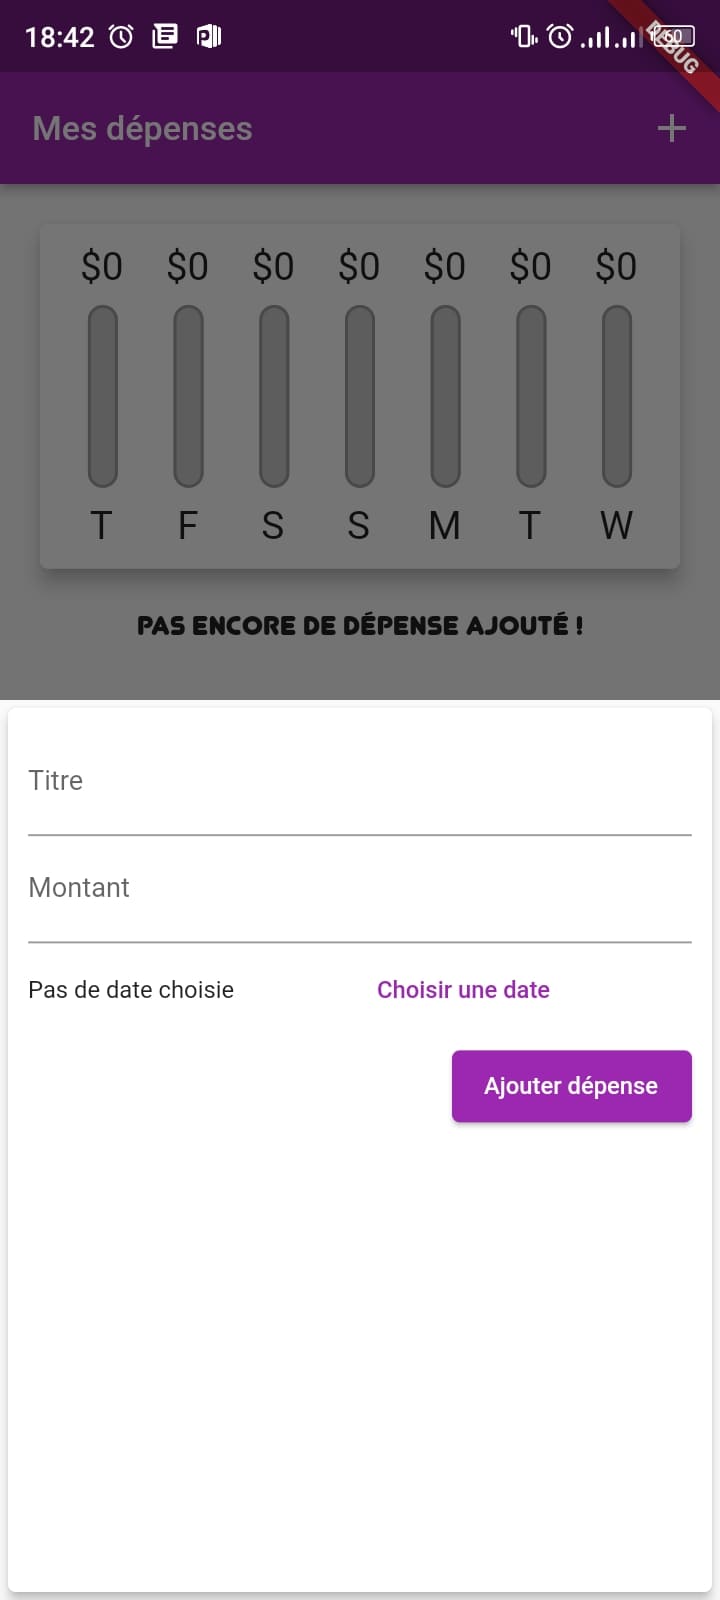 18:42
60
DEBUG
Mes dépenses
$0 $0 $0 $0 $0 $0 $0
T F S S M T W
PAS ENCORE DE DÉPENSE AJOUTÉ !
Titre
Montant
Pas de date choisie Choisir une date
Ajouter dépense